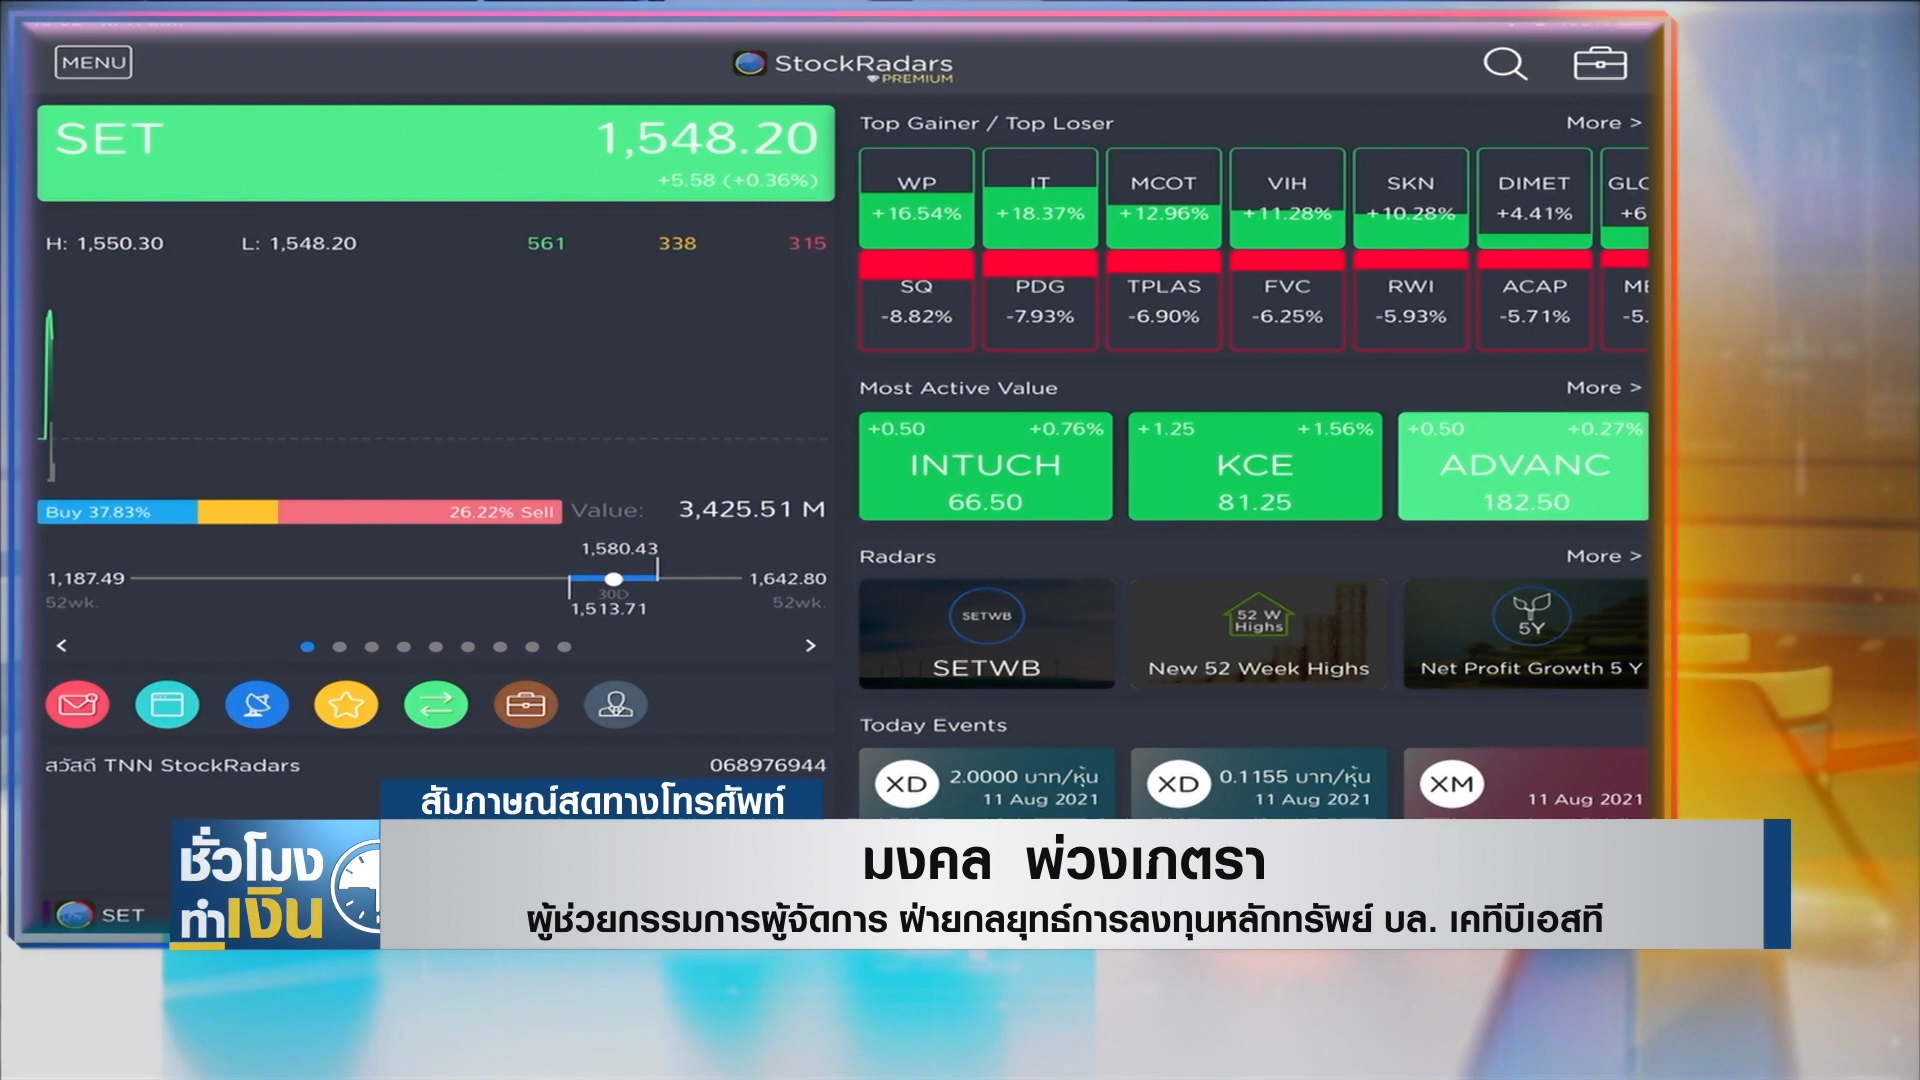 MENU
StockRadars
PREMIUM
SET
1,548.20
+5.58 (+0.36%)
H: 1,550.30 L: 1,548.20 561 338 315
Buy 37.83% 26.22% Sell Value: 3,425.51 M
1,580.43
1,187.49 1,642.80
52wk. 30D 52wk.
1,513.71
สวัสดี TNN StockRadars 068976944
SET
Top Gainer / Top Loser More >
WP IT MCOT VIH SKN DIMET GLO
+16.54% +18.37% +12.96% +11.28% +10.28% +4.41% +6
SQ PDG TPLAS FVC RWI ACAP
-8.82% -7.93% -6.90% -6.25% -5.93% -5.71% -5.
Most Active Value More >
+0.50 +0.76% +1.25 +1.56% +0.50 +0.27%
INTUCH KCE ADVANC
66.50 81.25 182.50
Radars More >
SETWB 52 W Highs 5Y
SETWB New 52 Week Highs Net Profit Growth 5 Y
Today Events
XD 2.0000 บาท/หุ้น XD 0.1155 บาท/หุ้น XM
11 Aug 2021 11 Aug 2021 11 Aug 2021
สัมภาษณ์สดทางโทรศัพท์
ชั่วโมง
ทำเงิน
มงคล พ่วงเภตรา
ผู้ช่วยกรรมการผู้จัดการ ฝ่ายกลยุทธ์การลงทุนหลักทรัพย์ บล. เคทีบีเอสที